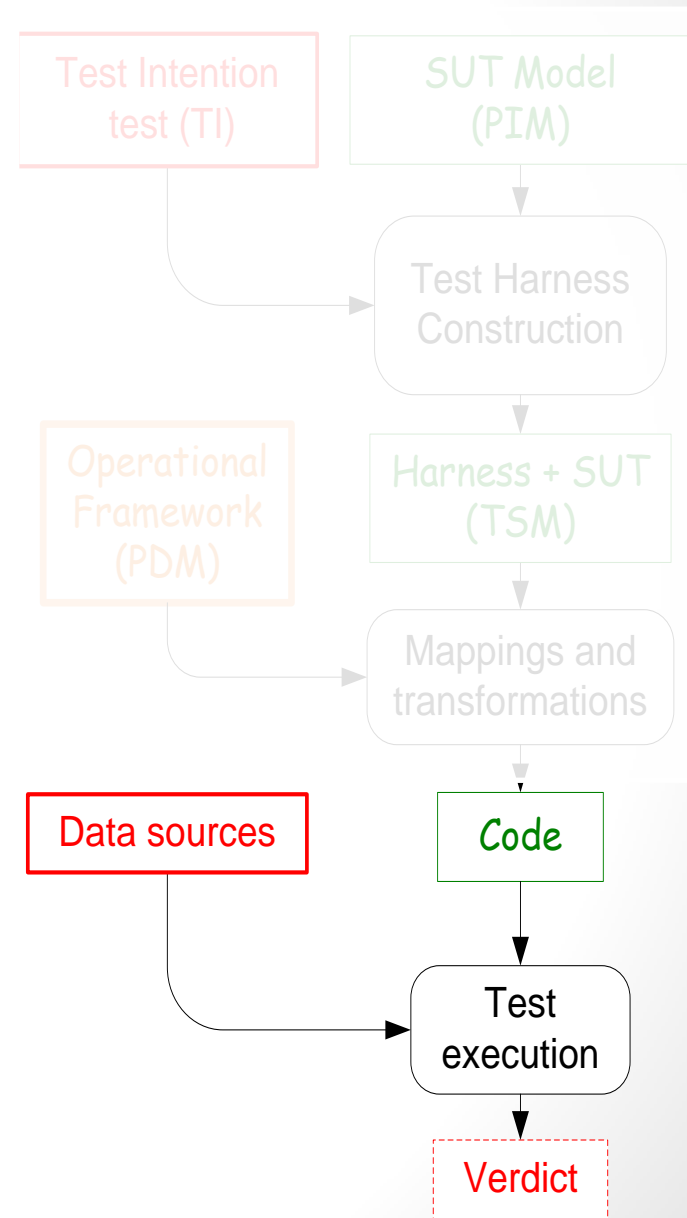 Test Intention
test (TI)
SUT Model
(PIM)
Test Harness
Construction
Operational
Framework
(PDM)
Harness + SUT
(TSM)
Mappings and
transformations
Data sources
Code
Test
execution
Verdict